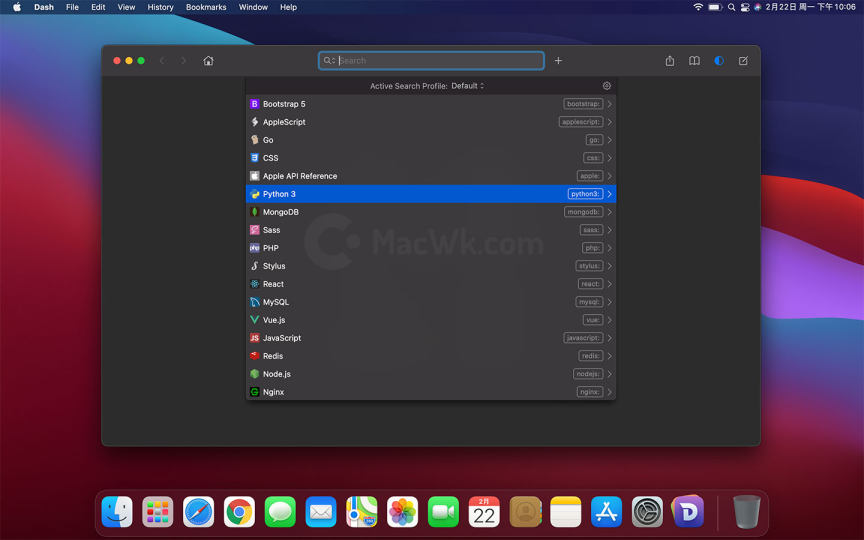 Dash File Edit View History Bookmarks Window Help 2月22日 周一 下午10:06
Search
Active Search Profile: Default
B Bootstrap 5 bootstrap:
AppleScript applescript:
Go go:
CSS css:
Apple API Reference apple:
Python 3 python3:
MongoDB mongodb:
Sass sass:
php PHP php:
MacWk.com
Stylus stylus:
React react:
MySQL mysql:
Vue.js vue:
JS JavaScript javascript:
Redis redis:
Node.js nodejs:
G Nginx nginx:
2月
22
D